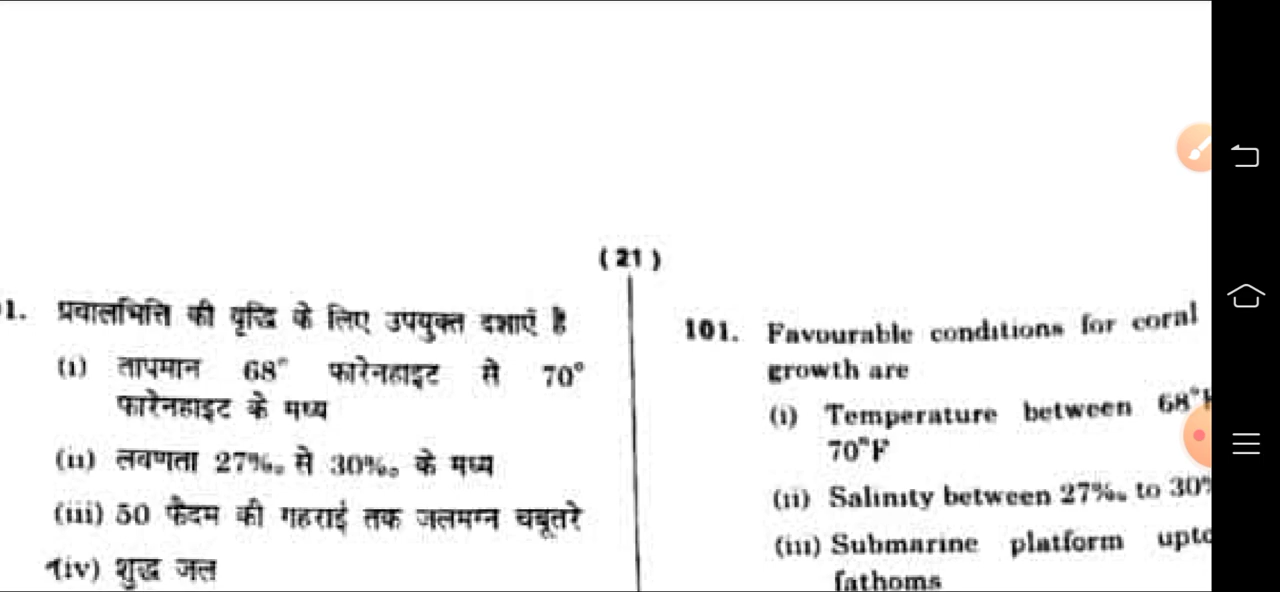 ( 21 )
1. प्रवालभित्ति की वृद्धि के लिए उपयुक्त दशाएँ है
(i) तापमान 68° फारेनहाइट से 70°
फारेनहाइट के मध्य
(ii) लवणता 27‰ से 30‰ के मध्य
(iii) 50 फैदम की गहराई तक जलमग्न चबूतरे
(iv) शुद्ध जल
101. Favourable conditions for coral
growth are
(i) Temperature between 68°F
70°F
(ii) Salinity between 27‰ to 30‰
(iii) Submarine platform upto
fathoms